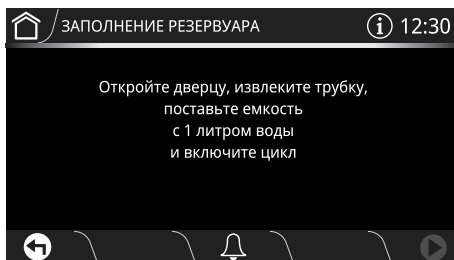 ЗАПОЛНЕНИЕ РЕЗЕРВУАРА
12:30
Откройте дверцу, извлеките трубку,
поставьте емкость
с 1 литром воды
и включите цикл